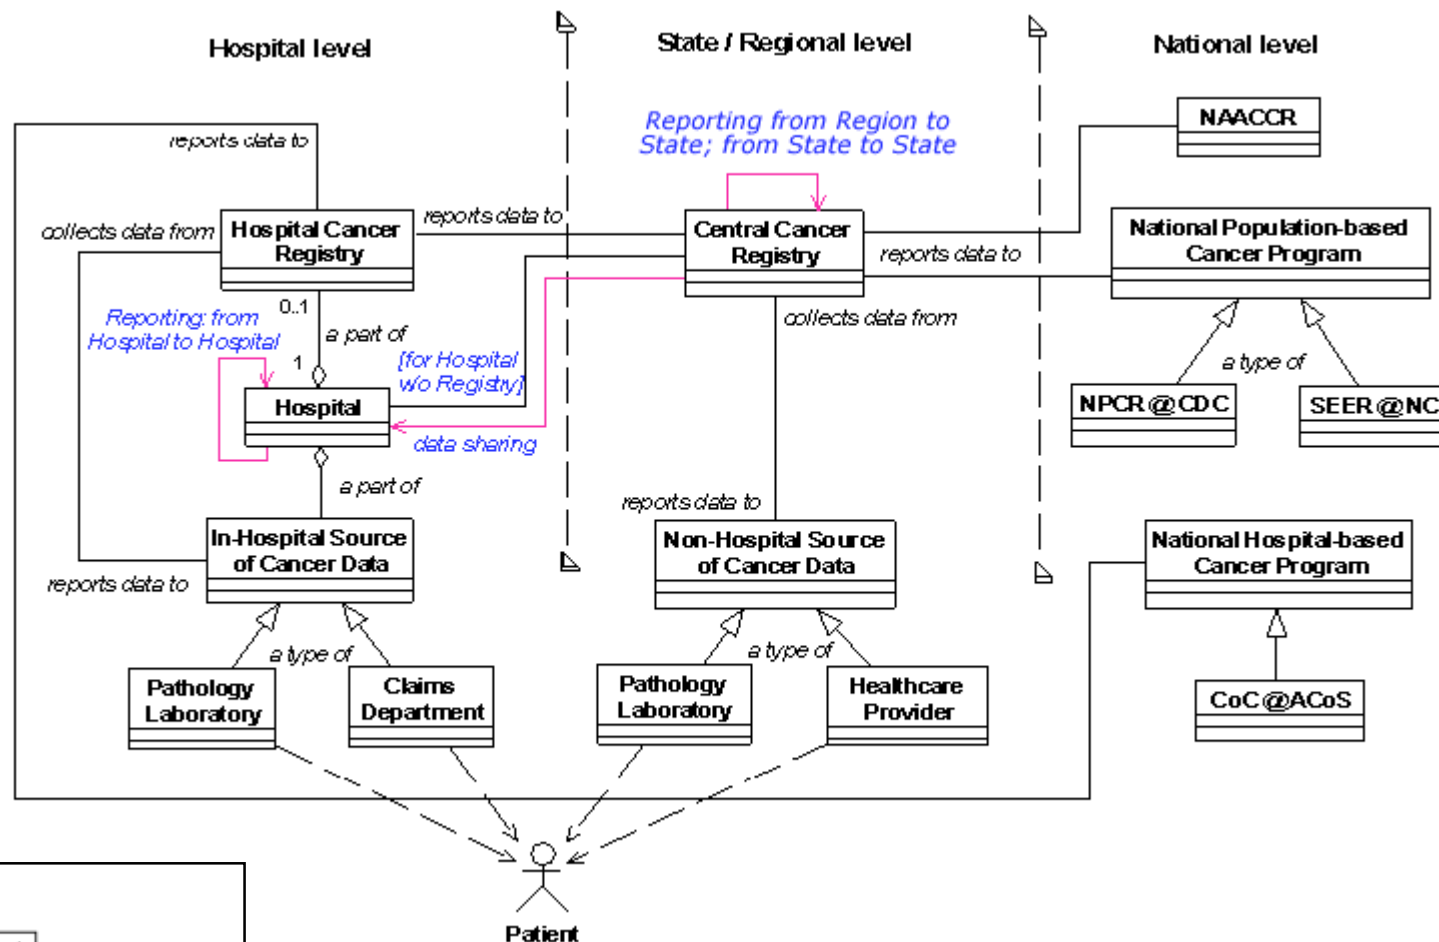 Hospital level
State / Regional level
National level
reports data to
Reporting from Region to
State; from State to State
NAACCR
collects data from
Hospital Cancer
Registry
reports data to
Central Cancer
Registry
reports data to
National Population-based
Cancer Program
0..1
Reporting: from
Hospital to Hospital
a part of
1
[for Hospital
w/o Registry]
collects data from
a type of
Hospital
data sharing
NPCR@CDC
SEER@NC
a part of
reports data to
In-Hospital Source
of Cancer Data
Non-Hospital Source
of Cancer Data
National Hospital-based
Cancer Program
reports data to
a type of
a type of
Pathology
Laboratory
Claims
Department
Pathology
Laboratory
Healthcare
Provider
CoC@ACoS
Patient